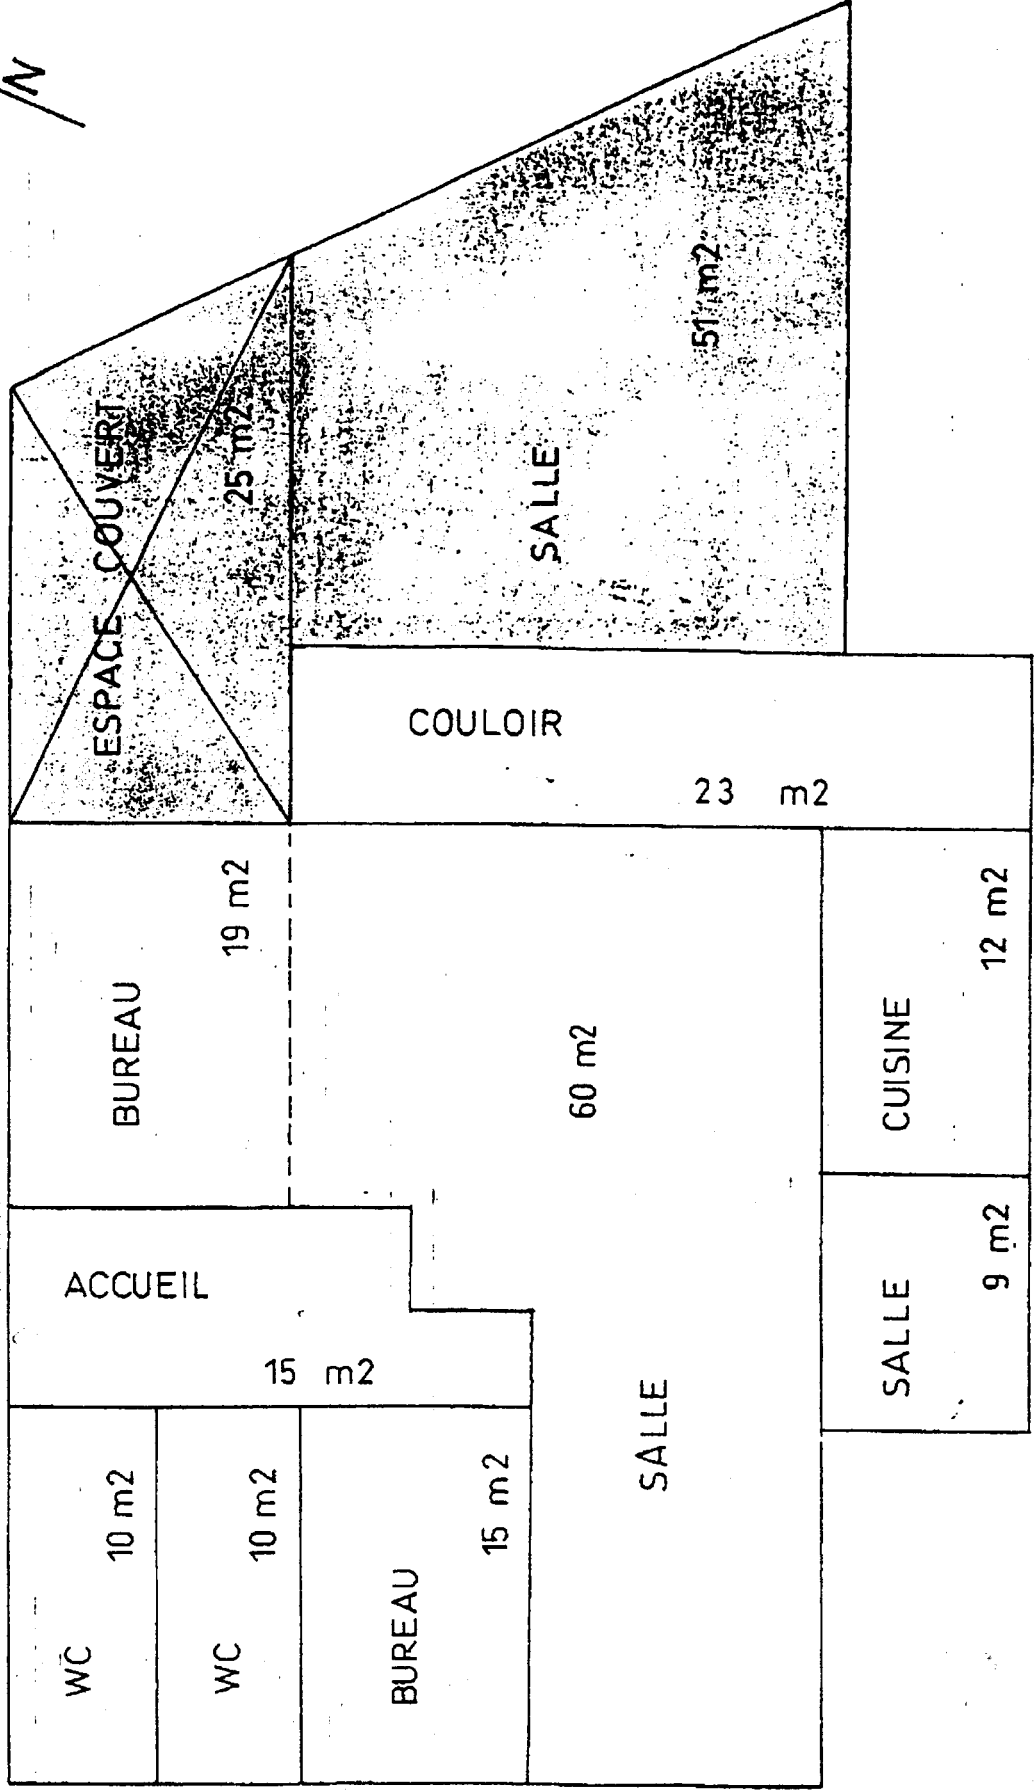 N
ESPACE COUVERT
25 m2
SALLE
51 m2
COULOIR
23 m2
BUREAU
19 m2
60 m2
SALLE
CUISINE
12 m2
SALLE
9 m2
ACCUEIL
15 m2
WC
10 m2
WC
10 m2
BUREAU
15 m2